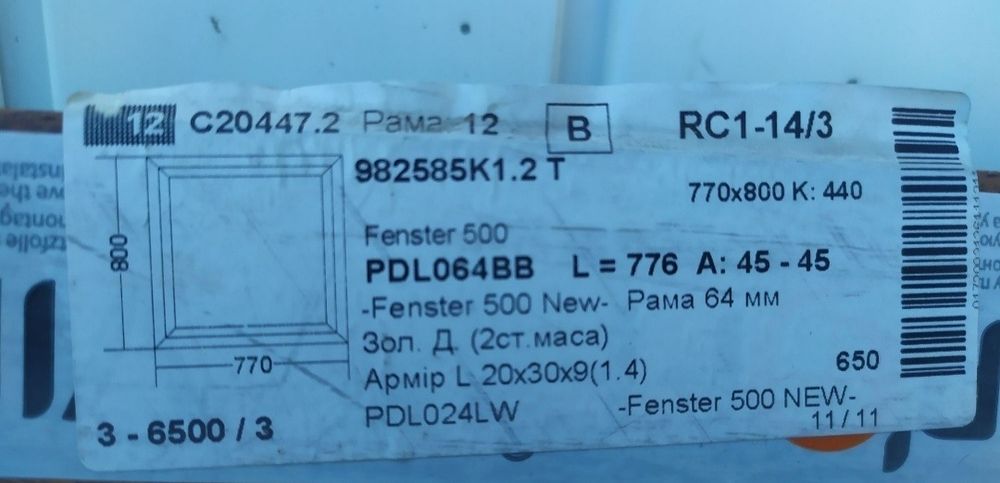 12 C20447.2 Рама 12 B RC1-14/3
982585K1.2 T
770x800 K: 440
Fenster 500
800
PDL064BB L = 776 A: 45 - 45
-Fenster 500 New- Рама 64 мм
Зол. Д. (2ст.маса)
770
650
Армір L 20x30x9(1.4)
PDL024LW -Fenster 500 NEW-
3 - 6500 / 3
11 / 11